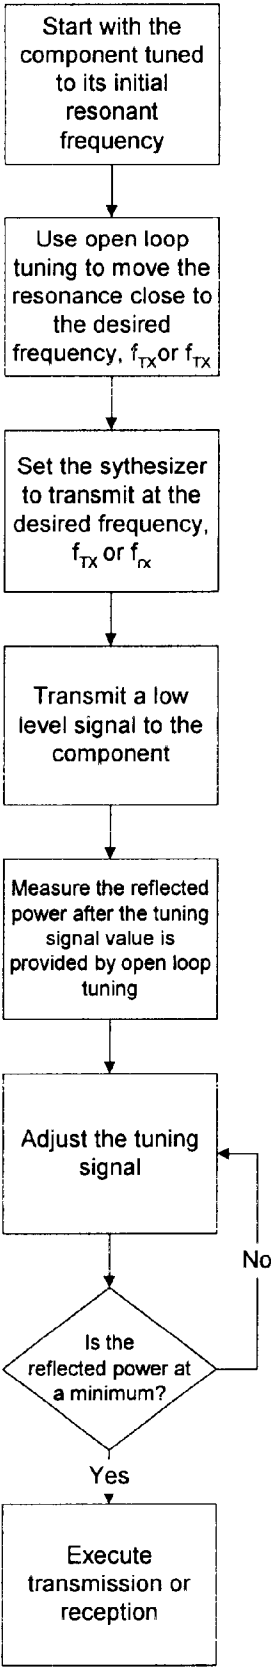 Start with the
component tuned
to its initial
resonant
frequency
Use open loop
tuning to move the
resonance close to
the desired
frequency, fTX or fTX
Set the sythesizer
to transmit at the
desired frequency,
fTX or frx
Transmit a low
level signal to the
component
Measure the reflected
power after the tuning
signal value is
provided by open loop
tuning
Adjust the tuning
signal
No
Is the
reflected power at
a minimum?
Yes
Execute
transmission or
reception